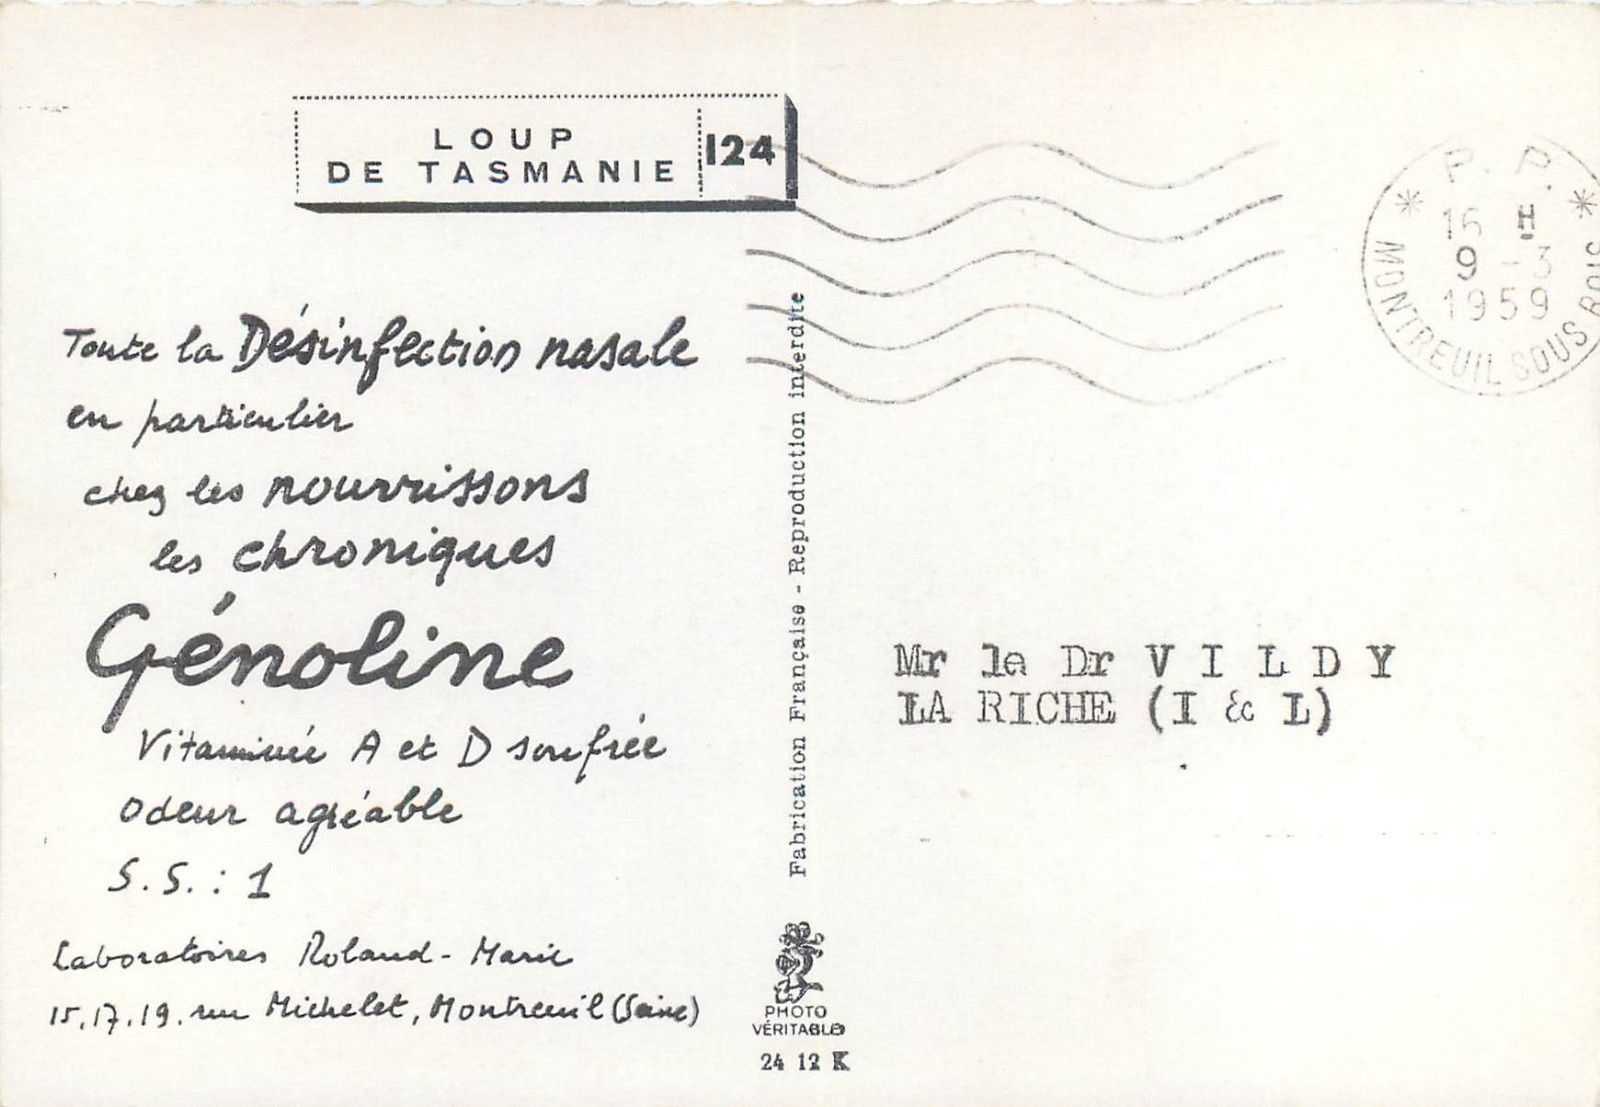 LOUP
DE TASMANIE
124
P. P.
16 H
9 - 3
1959
MONTREUIL SOUS BOIS
Toute la Désinfection nasale
en particulier
chez les nourrissons
les chroniques
Génoline
Vitaminée A et D soufrée
Odeur agréable
S.S. : 1
Laboratoires Roland-Marie
15.17.19. rue Michelet, Montreuil (Seine)
Fabrication Française - Reproduction interdite
PHOTO
VÉRITABLE
24 12 K
Mr le Dr V I L D Y
LA RICHE (I & L)